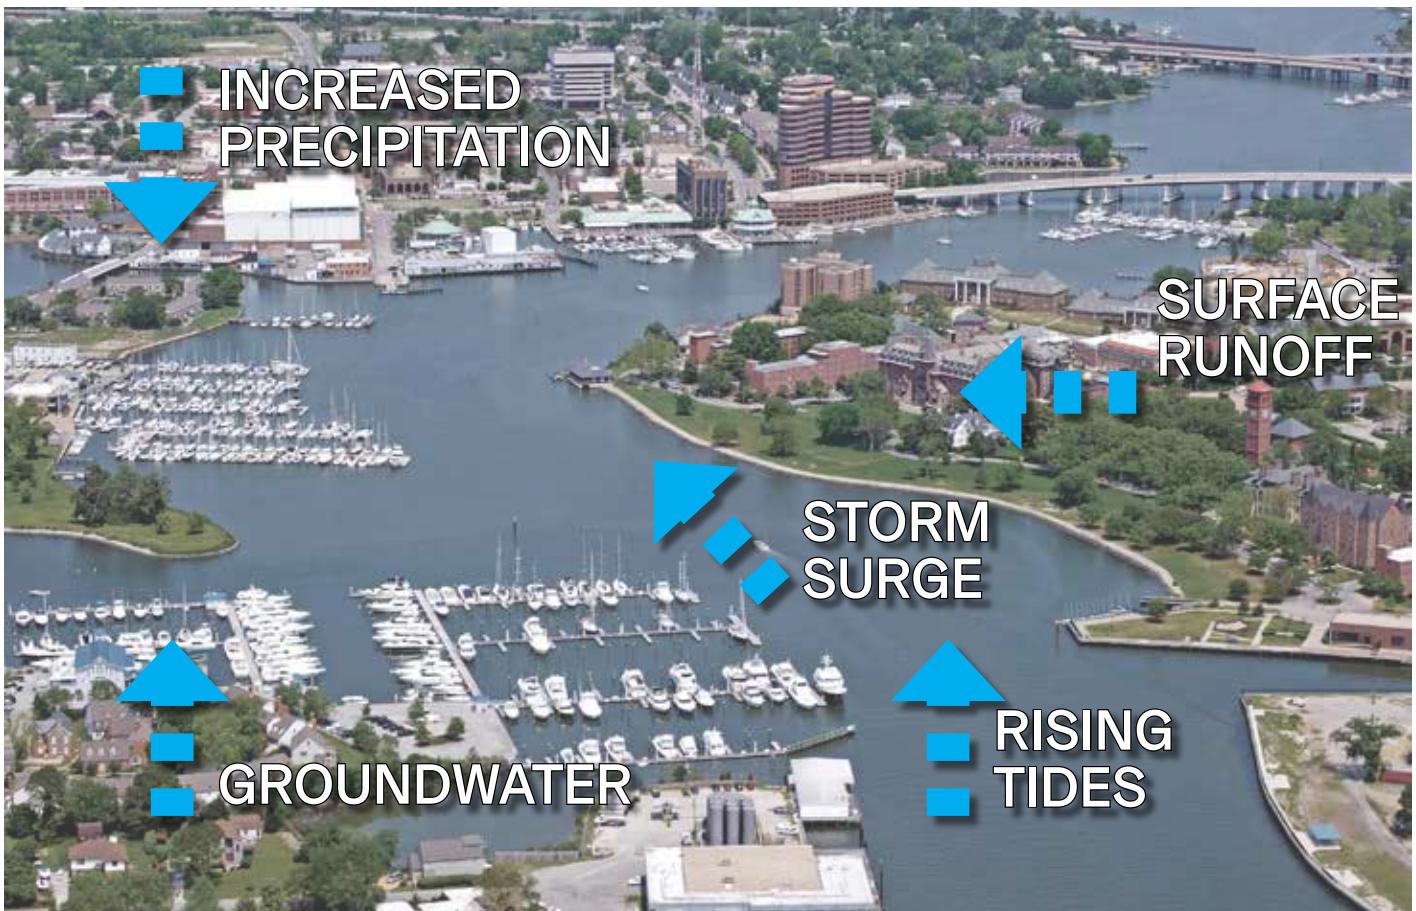 INCREASED
PRECIPITATION
SURFACE
RUNOFF
STORM
SURGE
RISING
TIDES
GROUNDWATER